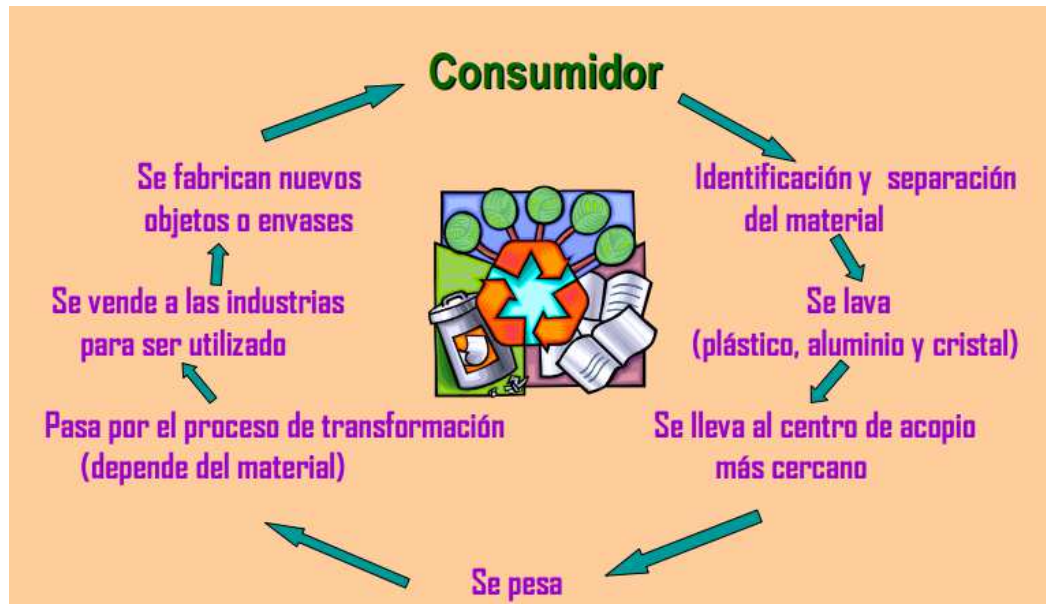 Consumidor
Identificación y separación
del material
Se lava
(plástico, aluminio y cristal)
Se lleva al centro de acopio
más cercano
Se pesa
Pasa por el proceso de transformación
(depende del material)
Se vende a las industrias
para ser utilizado
Se fabrican nuevos
objetos o envases